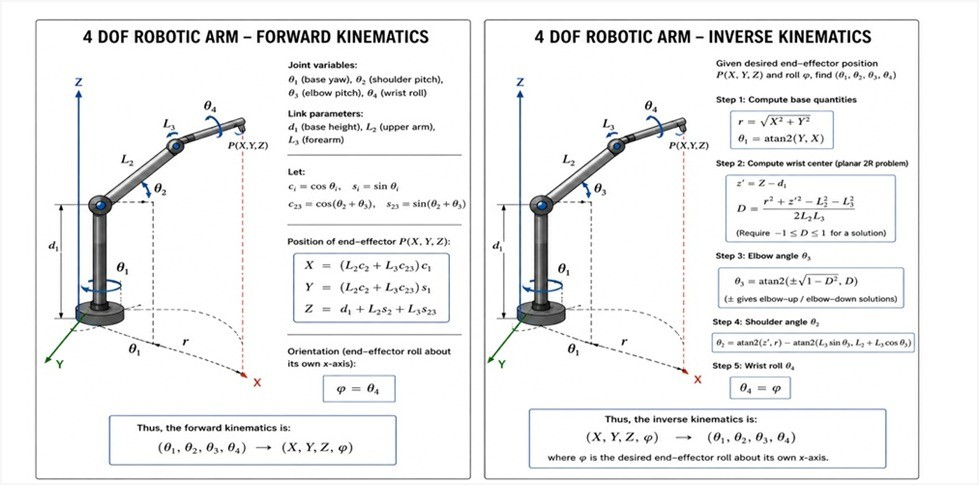 4 DOF ROBOTIC ARM – FORWARD KINEMATICS
Z
θ₄
L₃
P(X,Y,Z)
L₂
θ₂
d₁
θ₁
θ₁
r
Y
X
Joint variables:
θ₁ (base yaw), θ₂ (shoulder pitch),
θ₃ (elbow pitch), θ₄ (wrist roll)
Link parameters:
d₁ (base height), L₂ (upper arm),
L₃ (forearm)
Let:
cᵢ = cos θᵢ, sᵢ = sin θᵢ
c₂₃ = cos(θ₂ + θ₃), s₂₃ = sin(θ₂ + θ₃)
Position of end–effector P(X, Y, Z):
X = (L₂c₂ + L₃c₂₃) c₁
Y = (L₂c₂ + L₃c₂₃) s₁
Z = d₁ + L₂s₂ + L₃s₂₃
Orientation (end–effector roll about
its own x–axis):
φ = θ₄
Thus, the forward kinematics is:
(θ₁, θ₂, θ₃, θ₄) → (X, Y, Z, φ)
4 DOF ROBOTIC ARM – INVERSE KINEMATICS
Z
θ₄
L₃
P(X,Y,Z)
L₂
θ₃
d₁
θ₁
θ₁
r
Y
X
Given desired end–effector position
P(X, Y, Z) and roll φ, find (θ₁, θ₂, θ₃, θ₄)
Step 1: Compute base quantities
r = √(X² + Y²)
θ₁ = atan2(Y, X)
Step 2: Compute wrist center (planar 2R problem)
z′ = Z – d₁
D = (r² + z′² – L₂² – L₃²) / (2L₂L₃)
(Require –1 ≤ D ≤ 1 for a solution)
Step 3: Elbow angle θ₃
θ₃ = atan2(±√(1 – D²), D)
(± gives elbow–up / elbow–down solutions)
Step 4: Shoulder angle θ₂
θ₂ = atan2(z′, r) – atan2(L₃ sin θ₃, L₂ + L₃ cos θ₃)
Step 5: Wrist roll θ₄
θ₄ = φ
Thus, the inverse kinematics is:
(X, Y, Z, φ) → (θ₁, θ₂, θ₃, θ₄)
where φ is the desired end–effector roll about its own x–axis.